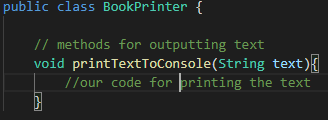 public class BookPrinter {
// methods for outputting text
void printTextToConsole(String text){
//our code for printing the text
}